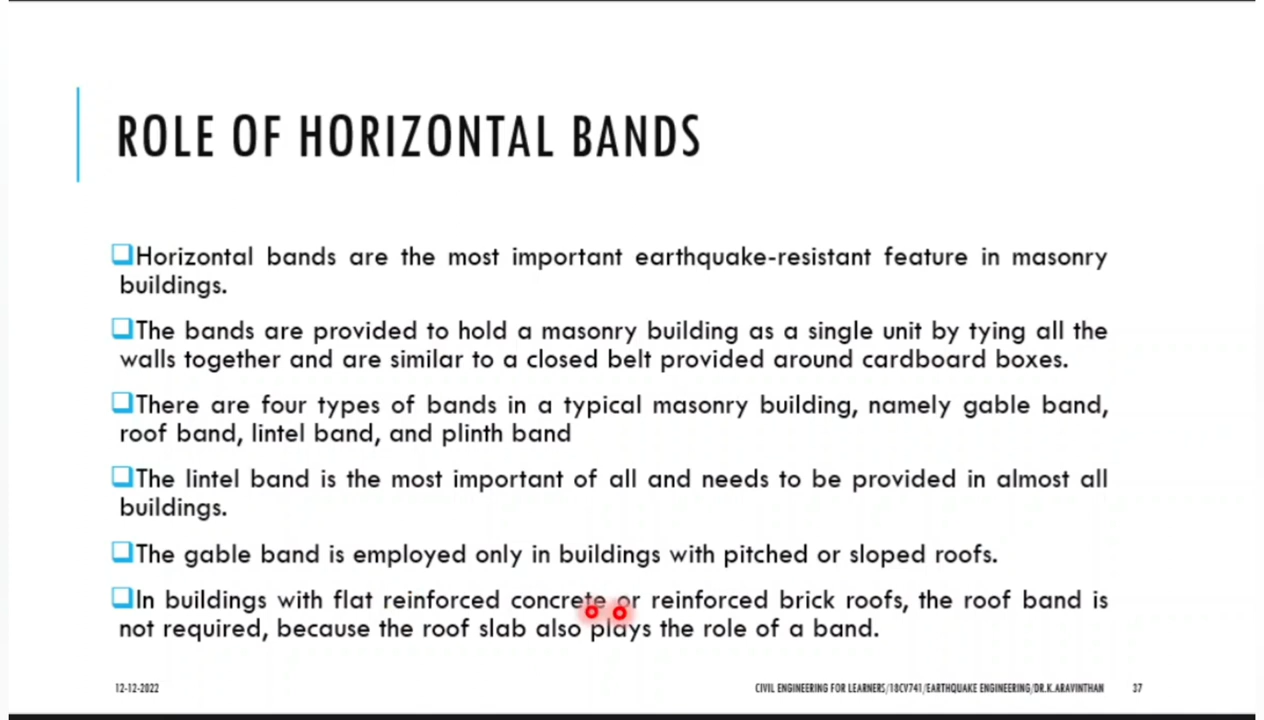 ROLE OF HORIZONTAL BANDS
Horizontal bands are the most important earthquake-resistant feature in masonry
buildings.
The bands are provided to hold a masonry building as a single unit by tying all the
walls together and are similar to a closed belt provided around cardboard boxes.
There are four types of bands in a typical masonry building, namely gable band,
roof band, lintel band, and plinth band
The lintel band is the most important of all and needs to be provided in almost all
buildings.
The gable band is employed only in buildings with pitched or sloped roofs.
In buildings with flat reinforced concrete or reinforced brick roofs, the roof band is
not required, because the roof slab also plays the role of a band.
12-12-2022 CIVIL ENGINEERING FOR LEARNERS/18CV741/EARTHQUAKE ENGINEERING/DR.K.ARAVINTHAN 37